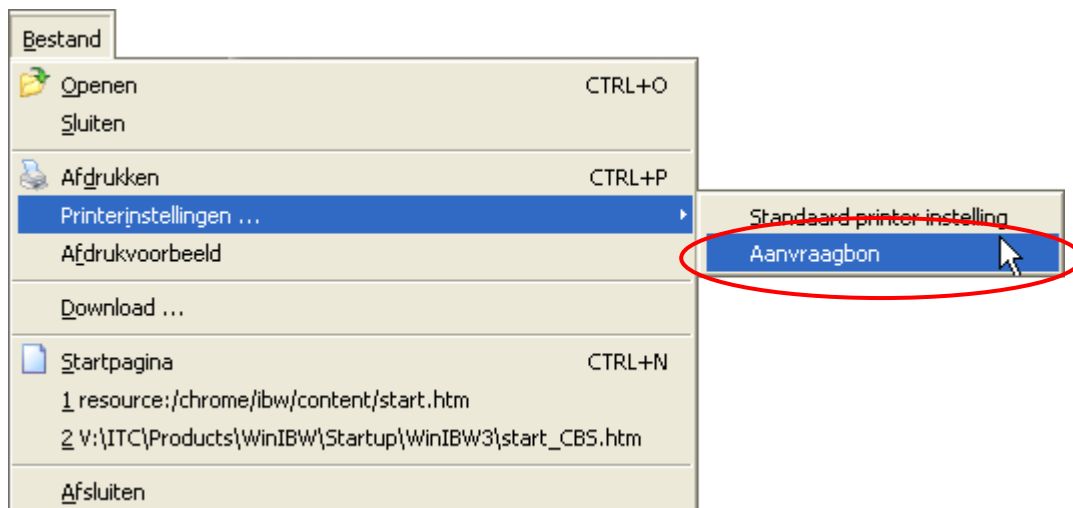 Bestand
Openen CTRL+O
Sluiten
Afdrukken CTRL+P
Printerinstellingen ...
Standaard printer instelling
Afdrukvoorbeeld
Aanvraagbon
Download ...
Startpagina CTRL+N
1 resource:/chrome/ibw/content/start.htm
2 V:\ITC\Products\WinIBW\Startup\WinIBW3\start_CBS.htm
Afsluiten